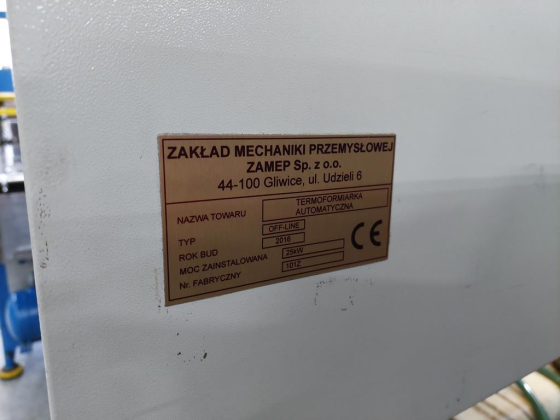 ZAKŁAD MECHANIKI PRZEMYSŁOWEJ
ZAMEP Sp. z o.o.
44-100 Gliwice, ul. Udzieli 6
NAZWA TOWARU TERMOFORMIARKA AUTOMATYCZNA
TYP OFF-LINE
ROK BUD 2016
MOC ZAINSTALOWANA 25kW
Nr. FABRYCZNY 1012
CE